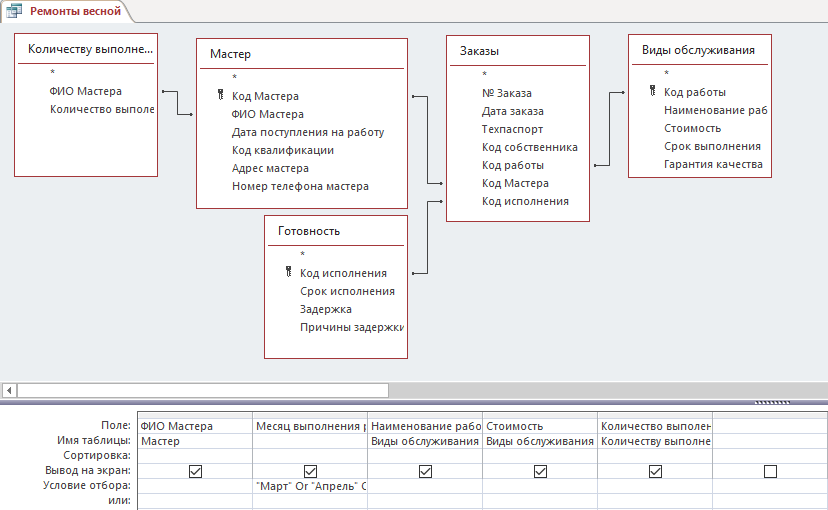 Ремонты весной
Количеству выполне...
*
ФИО Мастера
Количество выполе
Мастер
*
Код Мастера
ФИО Мастера
Дата поступления на работу
Код квалификации
Адрес мастера
Номер телефона мастера
Заказы
*
№ Заказа
Дата заказа
Техпаспорт
Код собственника
Код работы
Код Мастера
Код исполнения
Виды обслуживания
*
Код работы
Наименование раб
Стоимость
Срок выполнения
Гарантия качества
Готовность
*
Код исполнения
Срок исполнения
Задержка
Причины задержки
Поле: ФИО Мастера Месяц выполнения р Наименование рабо Стоимость Количество выполен
Имя таблицы: Мастер Виды обслуживания Виды обслуживания Количеству выполне
Сортировка:
Вывод на экран:
Условие отбора: "Март" Or "Апрель" O
или: